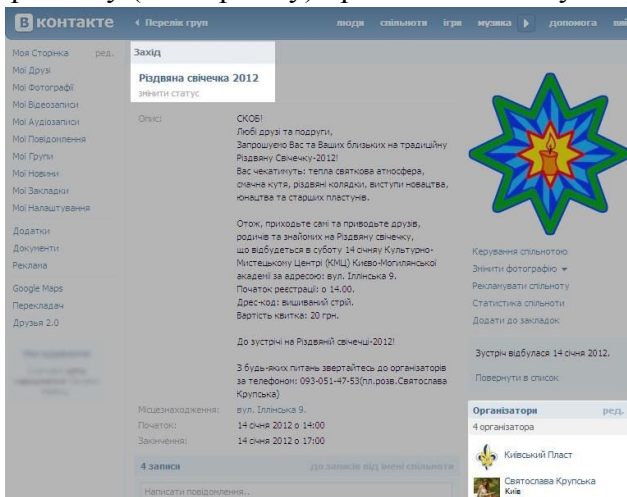 В контакте
Перелік груп
люди спільноти ігри музика допомога
Моя Сторінка ред.
Мої Друзі
Мої Фотографії
Мої Відеозаписи
Мої Аудіозаписи
Мої Повідомлення
Мої Групи
Мої Новини
Мої Закладки
Мої Налаштування
Додатки
Документи
Реклама
Google Maps
Перекладач
Друзья 2.0
Захід
Різдвяна свічечка 2012
змінити статус
Опис:
СКОБ!
Любі друзі та подруги,
Запрошуємо Вас та Ваших близьких на традиційну
Різдвяну Свічечку-2012!
Вас чекатимуть: тепла святкова атмосфера,
смачна кутя, різдвяні колядки, виступи новацтва,
юнацтва та старших пластунів.
Отож, приходьте самі та приводьте друзів,
родичів та знайомих на Різдвяну свічечку,
що відбудеться в суботу 14 січня у Культурно-
Мистецькому Центрі (КМЦ) Києво-Могилянської
академії за адресою: вул. Іллінська 9.
Початок реєстрації: о 14.00.
Дрес-код: вишиваний стрій.
Вартість квитка: 20 грн.
До зустрічі на Різдвяній свічечці-2012!
З будь-яких питань звертайтесь до організаторів
за телефоном: 093-051-47-53(пл.розв.Святослава
Крупська)
Місцезнаходження: вул. Іллінська 9.
Початок: 14 січня 2012 о 14:00
Закінчення: 14 січня 2012 о 17:00
4 записи до записів від імені спільноти
Написати повідомлення..
Керування спільнотою
Змінити фотографію
Рекламувати спільноту
Статистика спільноти
Додати до закладок
Зустріч відбулася 14 січня 2012.
Повернути в список
Організатори ред.
4 організатора
Київський Пласт
Святослава Крупська
Київ